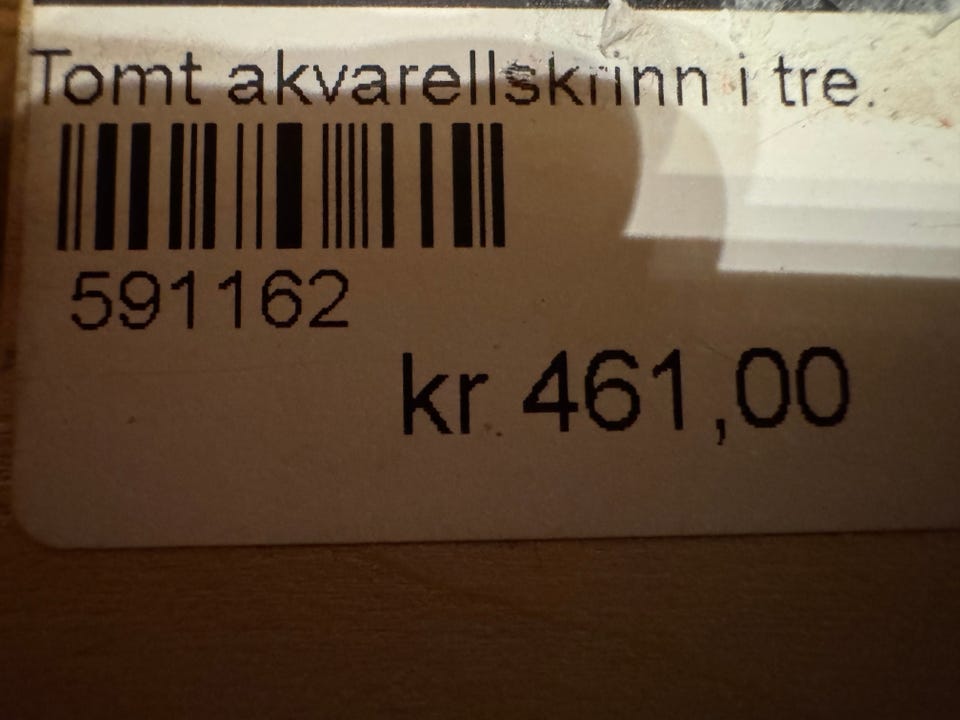 Tomt akvarellskrinn i tre.
591162
kr 461,00